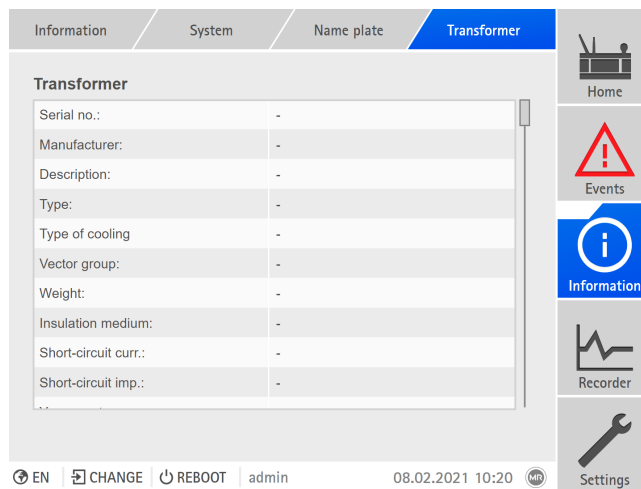 Information System Name plate Transformer
Transformer
Serial no.: -
Manufacturer: -
Description: -
Type: -
Type of cooling -
Vector group: -
Weight: -
Insulation medium: -
Short-circuit curr.: -
Short-circuit imp.: -
Home
Events
Information
Recorder
Settings
EN CHANGE REBOOT admin 08.02.2021 10:20 MR